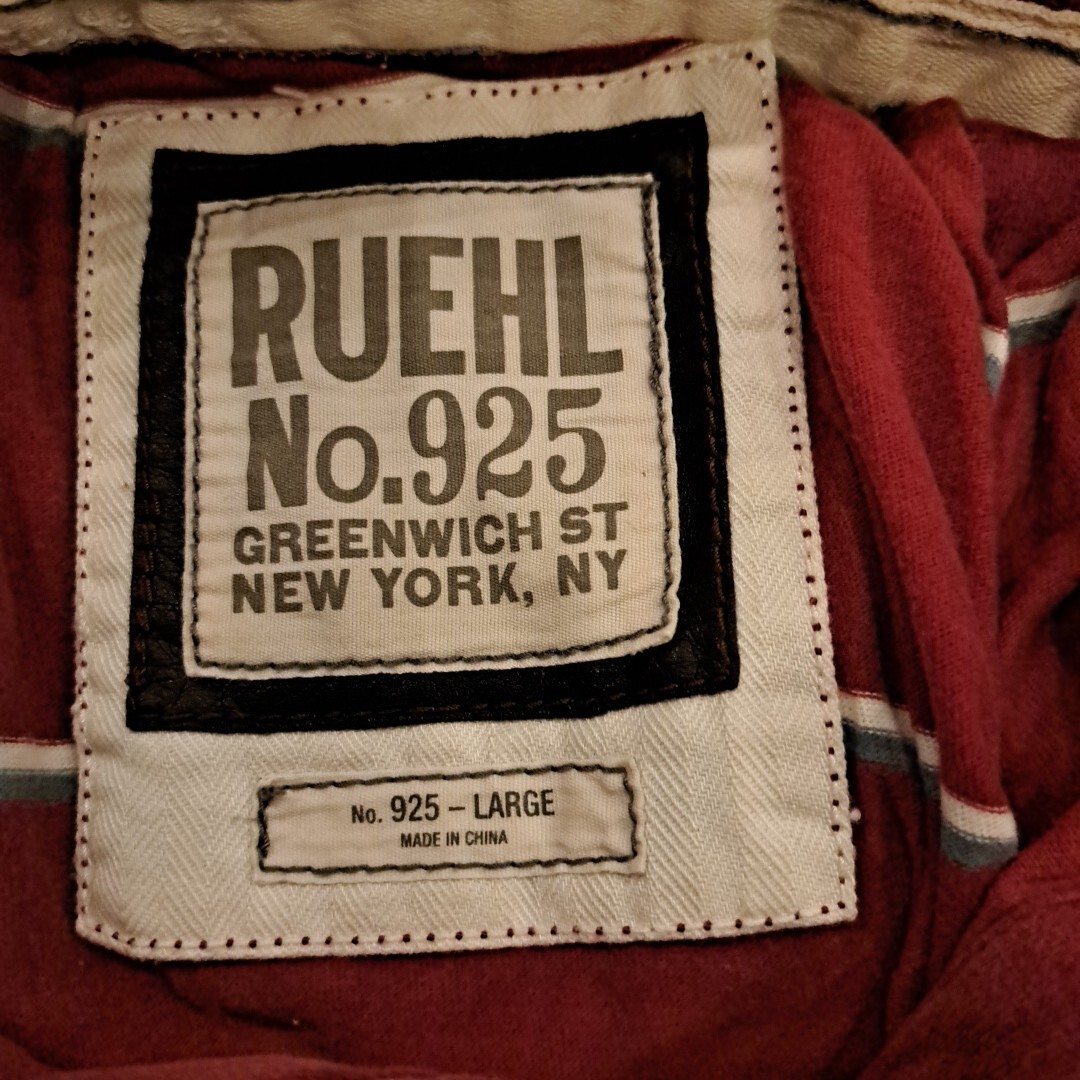 RUEHL
No.925
GREENWICH ST
NEW YORK, NY
No. 925 – LARGE
MADE IN CHINA